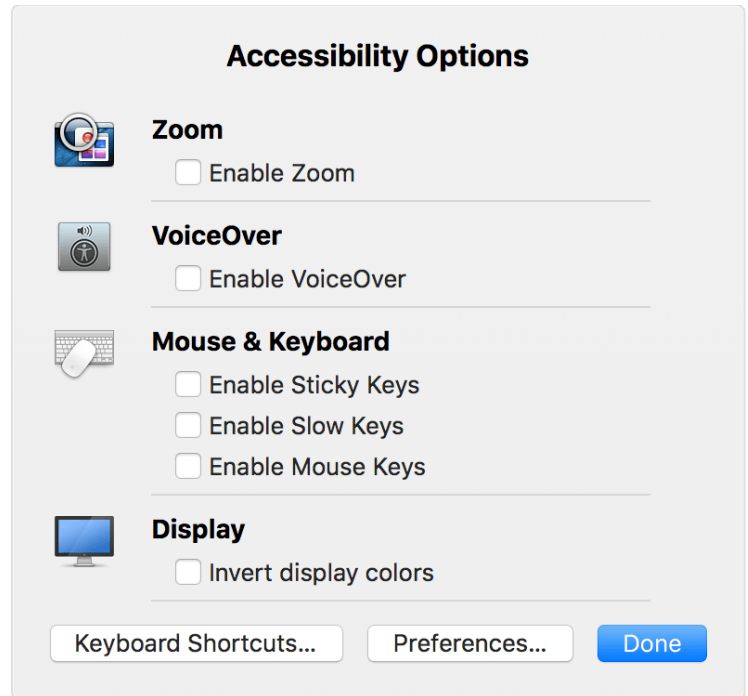 Accessibility Options
Zoom
Enable Zoom
VoiceOver
Enable VoiceOver
Mouse & Keyboard
Enable Sticky Keys
Enable Slow Keys
Enable Mouse Keys
Display
Invert display colors
Keyboard Shortcuts... Preferences... Done